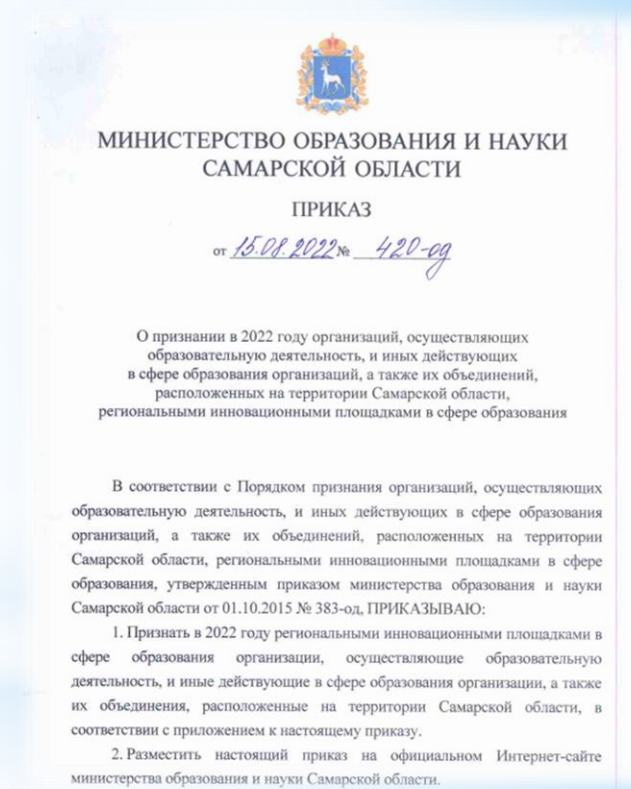 МИНИСТЕРСТВО ОБРАЗОВАНИЯ И НАУКИ
САМАРСКОЙ ОБЛАСТИ
ПРИКАЗ
от 15.08.2022 № 420-од
О признании в 2022 году организаций, осуществляющих
образовательную деятельность, и иных действующих
в сфере образования организаций, а также их объединений,
расположенных на территории Самарской области,
региональными инновационными площадками в сфере образования
В соответствии с Порядком признания организаций, осуществляющих
образовательную деятельность, и иных действующих в сфере образования
организаций, а также их объединений, расположенных на территории
Самарской области, региональными инновационными площадками в сфере
образования, утвержденным приказом министерства образования и науки
Самарской области от 01.10.2015 № 383-од, ПРИКАЗЫВАЮ:
1. Признать в 2022 году региональными инновационными площадками в
сфере образования организации, осуществляющие образовательную
деятельность, и иные действующие в сфере образования организации, а также
их объединения, расположенные на территории Самарской области, в
соответствии с приложением к настоящему приказу.
2. Разместить настоящий приказ на официальном Интернет-сайте
министерства образования и науки Самарской области.